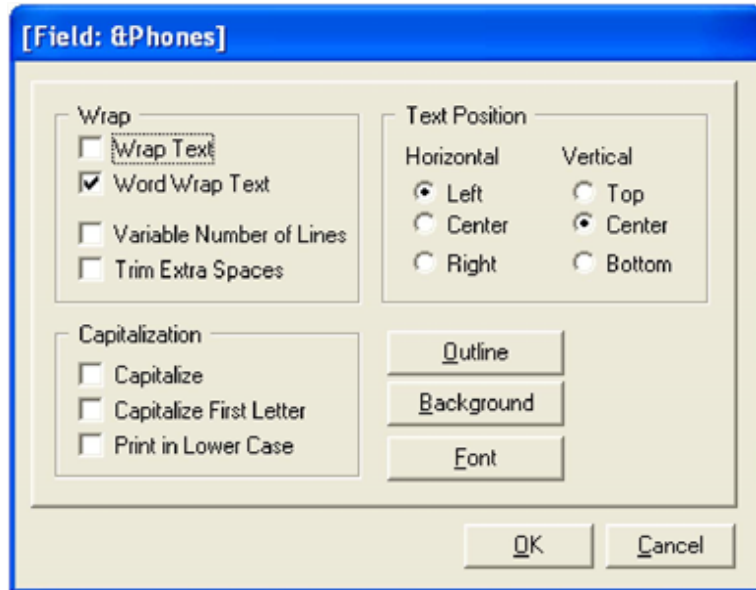 [Field: &Phones]
Wrap
Wrap Text
Word Wrap Text
Variable Number of Lines
Trim Extra Spaces
Text Position
Horizontal Vertical
Left Top
Center Center
Right Bottom
Capitalization
Capitalize
Capitalize First Letter
Print in Lower Case
Outline
Background
Font
OK Cancel